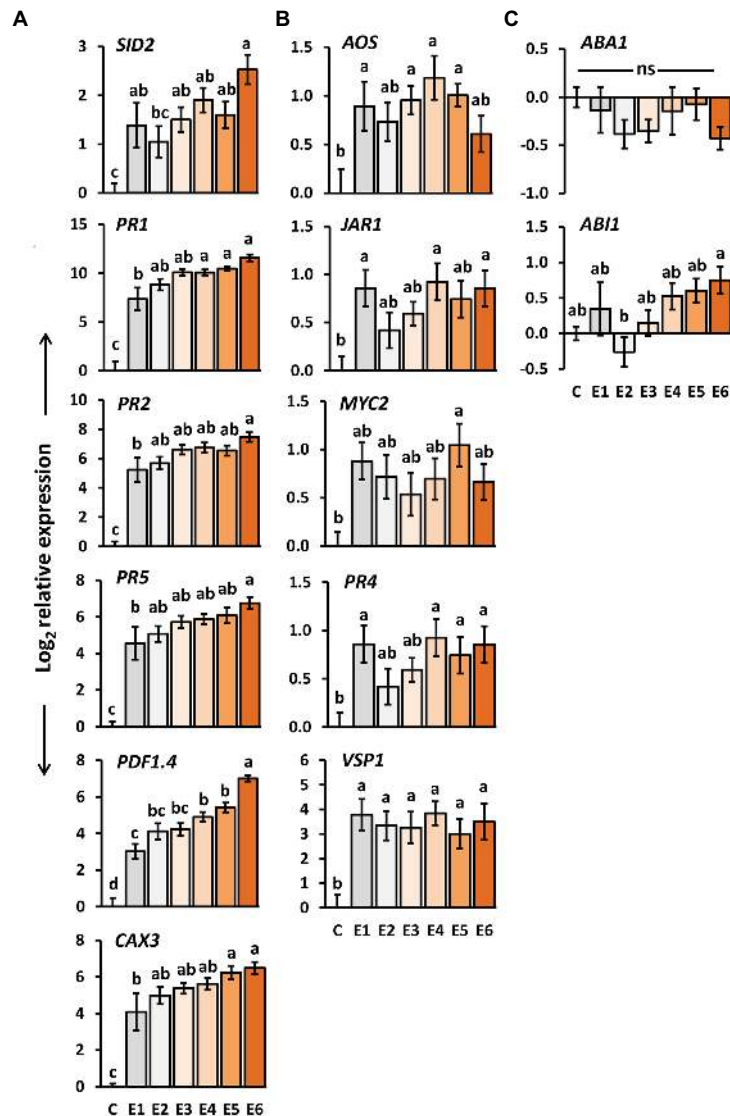 A
B
C
Log2 relative expression
SID2
3
2
1
0
c
ab
bc
ab
ab
ab
a
PR1
15
10
5
0
c
b
ab
ab
a
a
a
PR2
10
8
6
4
2
0
c
b
ab
ab
ab
ab
a
PR5
8
6
4
2
0
c
b
ab
ab
ab
ab
a
PDF1.4
8
6
4
2
0
d
c
bc
bc
b
b
a
CAX3
8
6
4
2
0
c
b
ab
ab
ab
a
a
C E1 E2 E3 E4 E5 E6
AOS
1.5
1.0
0.5
0.0
b
a
ab
a
a
a
ab
JAR1
1.5
1.0
0.5
0.0
b
a
ab
ab
a
ab
a
MYC2
1.5
1.0
0.5
0.0
b
ab
ab
ab
ab
a
ab
PR4
1.5
1.0
0.5
0.0
b
a
ab
ab
a
a
a
VSP1
6
5
4
3
2
1
0
b
a
a
a
a
a
a
C E1 E2 E3 E4 E5 E6
ABA1
0.5
0.0
-0.5
-1.0
ns
ABI1
1.5
1.0
0.5
0.0
-0.5
ab
ab
b
ab
ab
a
a
C E1 E2 E3 E4 E5 E6